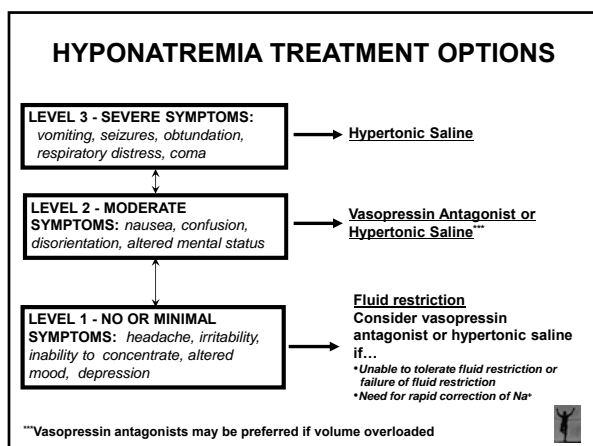 HYPONATREMIA TREATMENT OPTIONS
LEVEL 3 - SEVERE SYMPTOMS:
vomiting, seizures, obtundation,
respiratory distress, coma
Hypertonic Saline
LEVEL 2 - MODERATE
SYMPTOMS: nausea, confusion,
disorientation, altered mental status
Vasopressin Antagonist or
Hypertonic Saline***
LEVEL 1 - NO OR MINIMAL
SYMPTOMS: headache, irritability,
inability to concentrate, altered
mood, depression
Fluid restriction
Consider vasopressin
antagonist or hypertonic saline
if…
•Unable to tolerate fluid restriction or
failure of fluid restriction
•Need for rapid correction of Na+
***Vasopressin antagonists may be preferred if volume overloaded